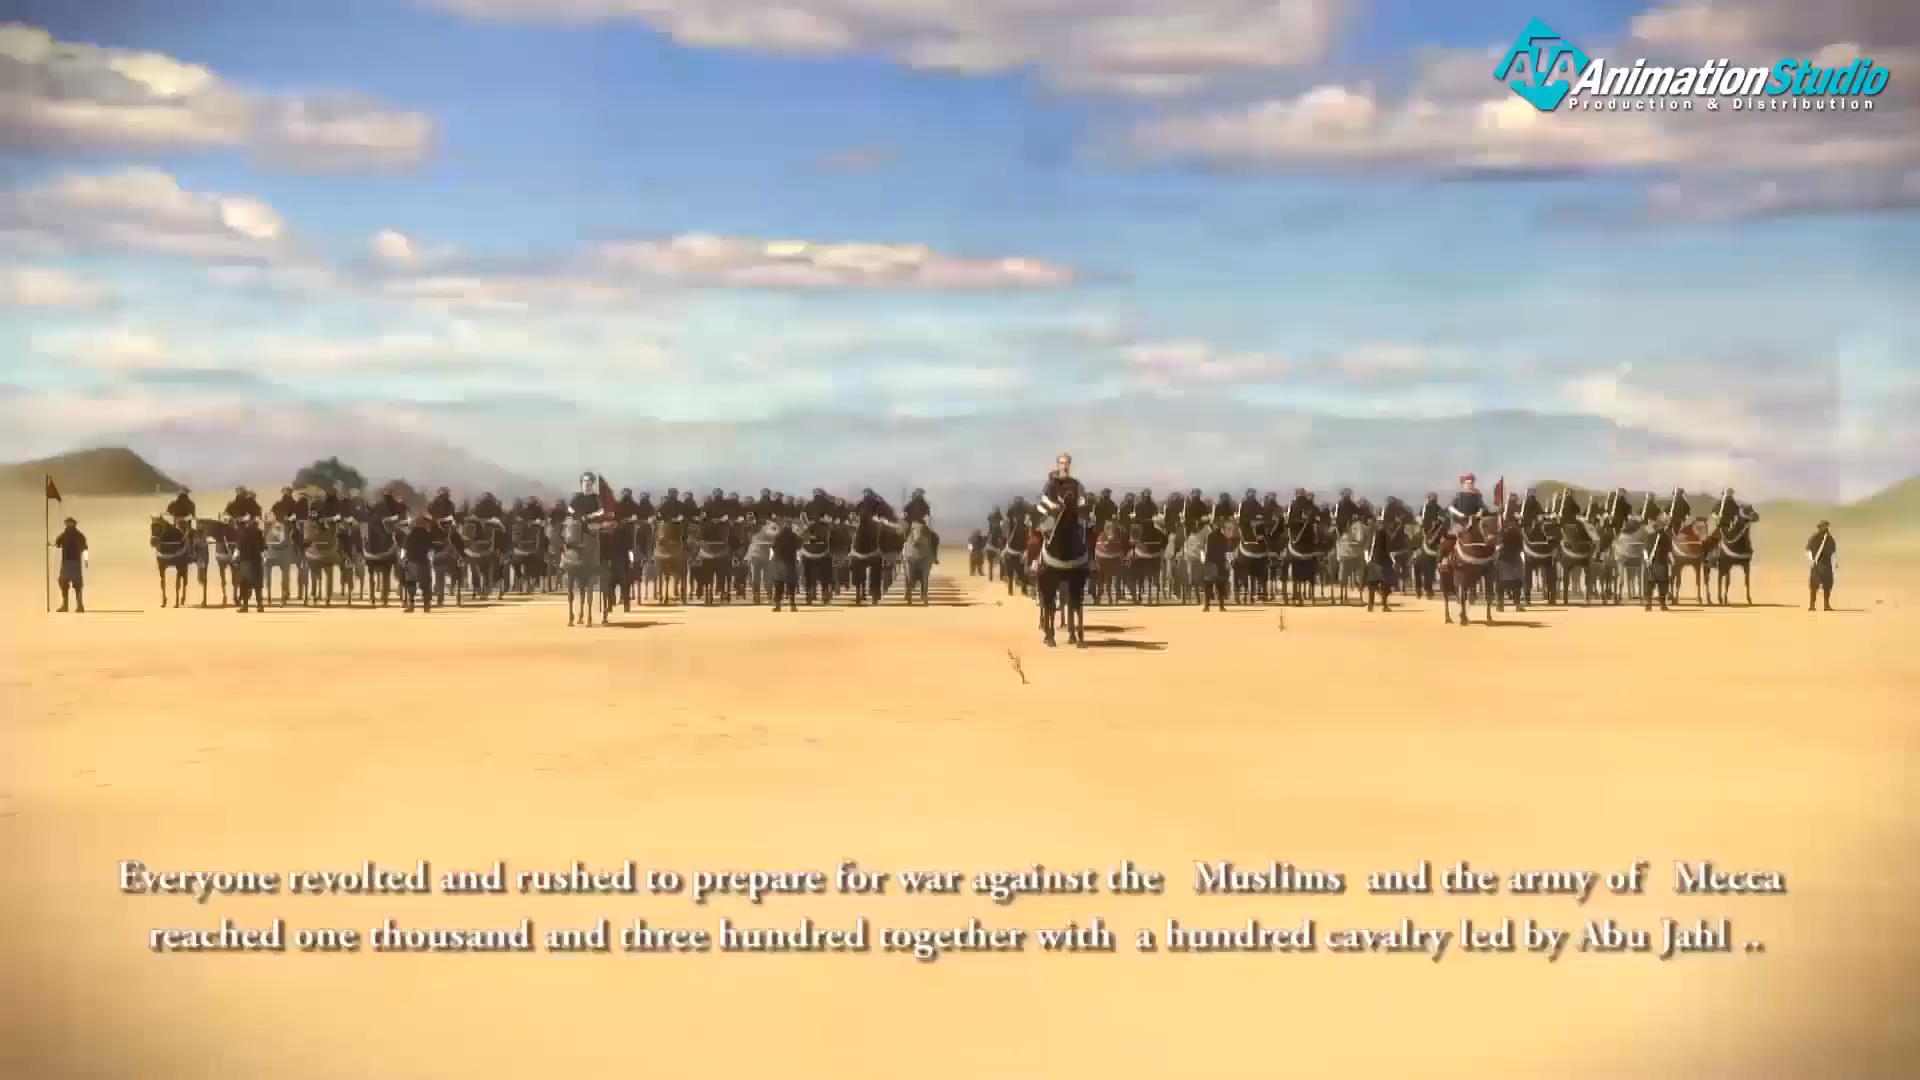 ATA AnimationStudio
Production & Distribution
Everyone revolted and rushed to prepare for war against the Muslims and the army of Mecca
reached one thousand and three hundred together with a hundred cavalry led by Abu Jahl ..